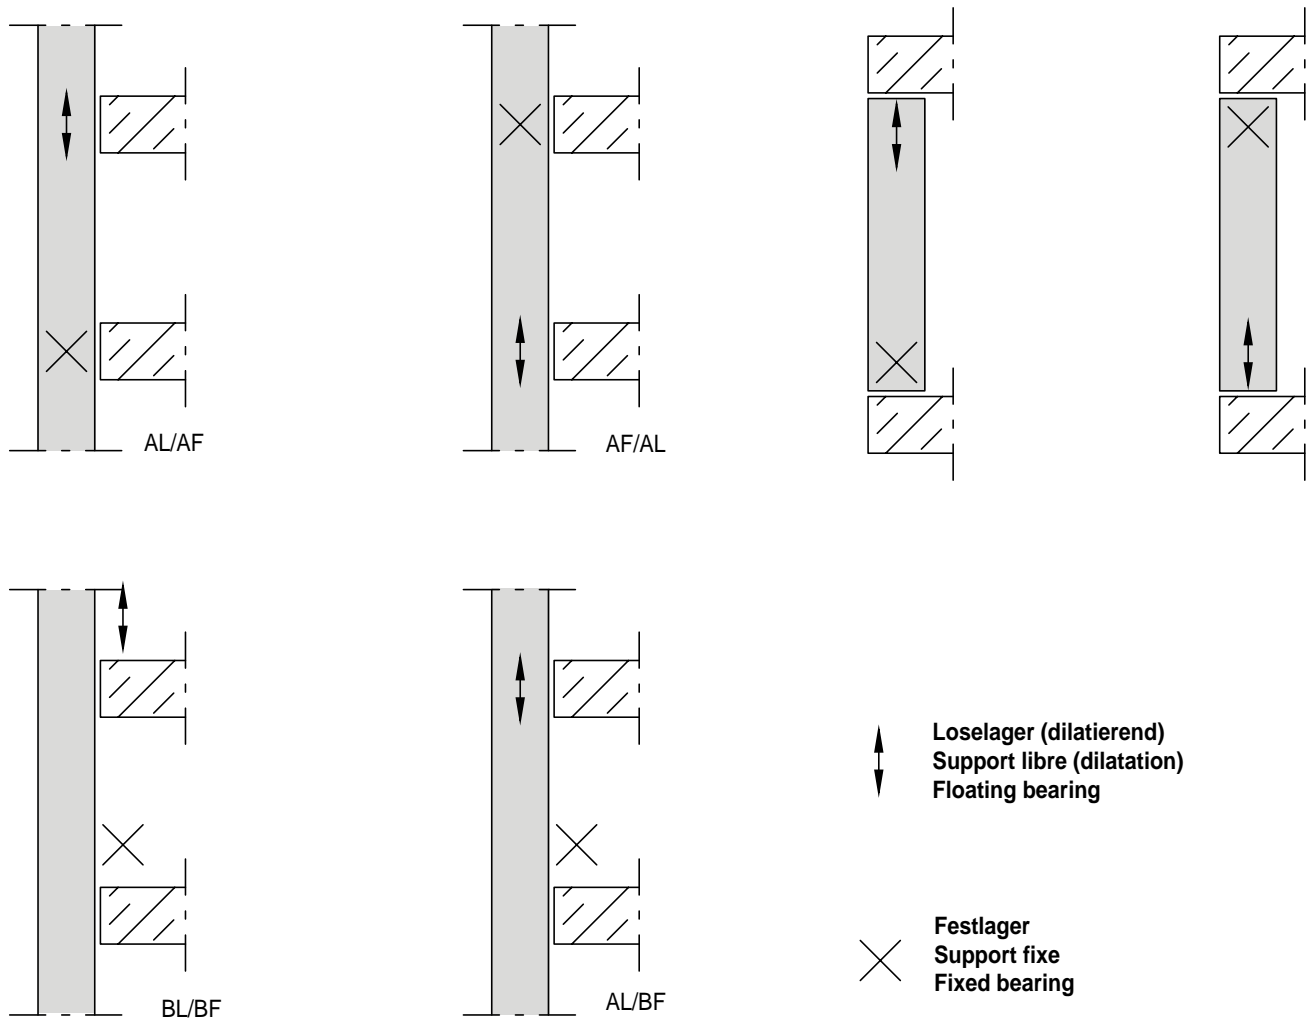 AL/AF
AF/AL
BL/BF
AL/BF
Loselager (dilatierend)
Support libre (dilatation)
Floating bearing
Festlager
Support fixe
Fixed bearing